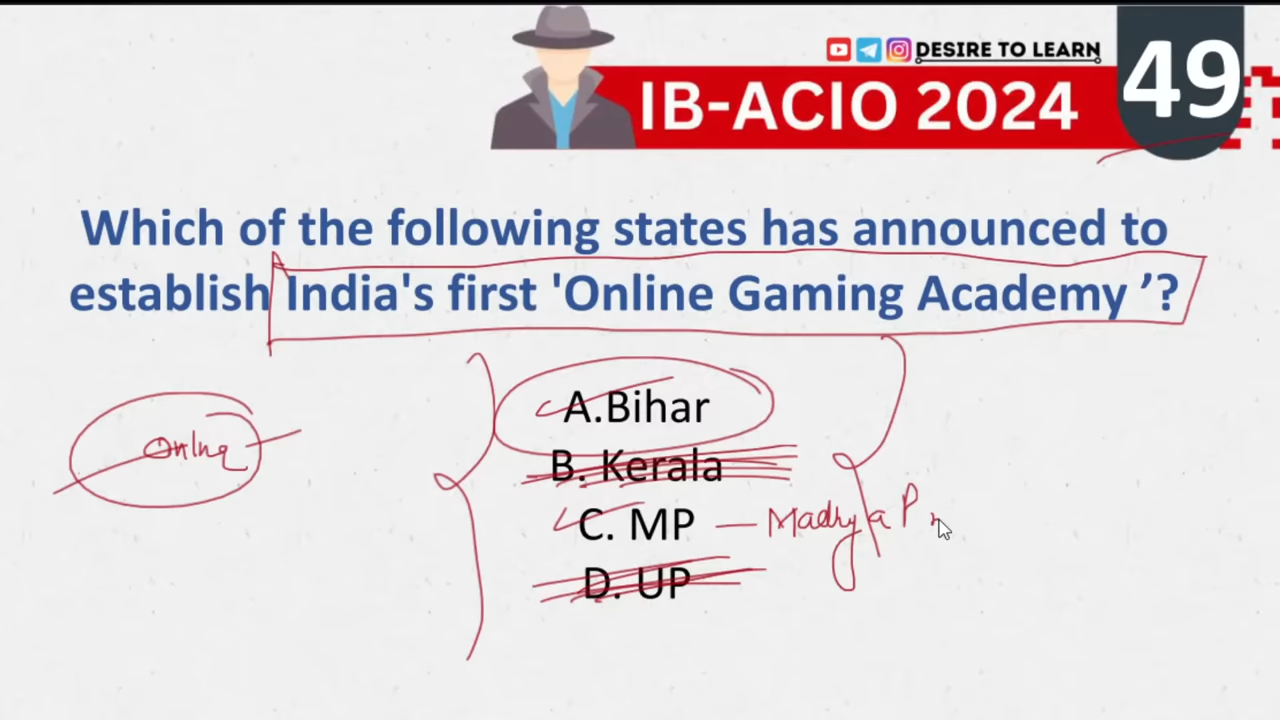 DESIRE TO LEARN
IB-ACIO 2024
49
Which of the following states has announced to
establish India's first 'Online Gaming Academy ’?
A.Bihar
Online
B. Kerala
C. MP — Madhya Pr
D. UP